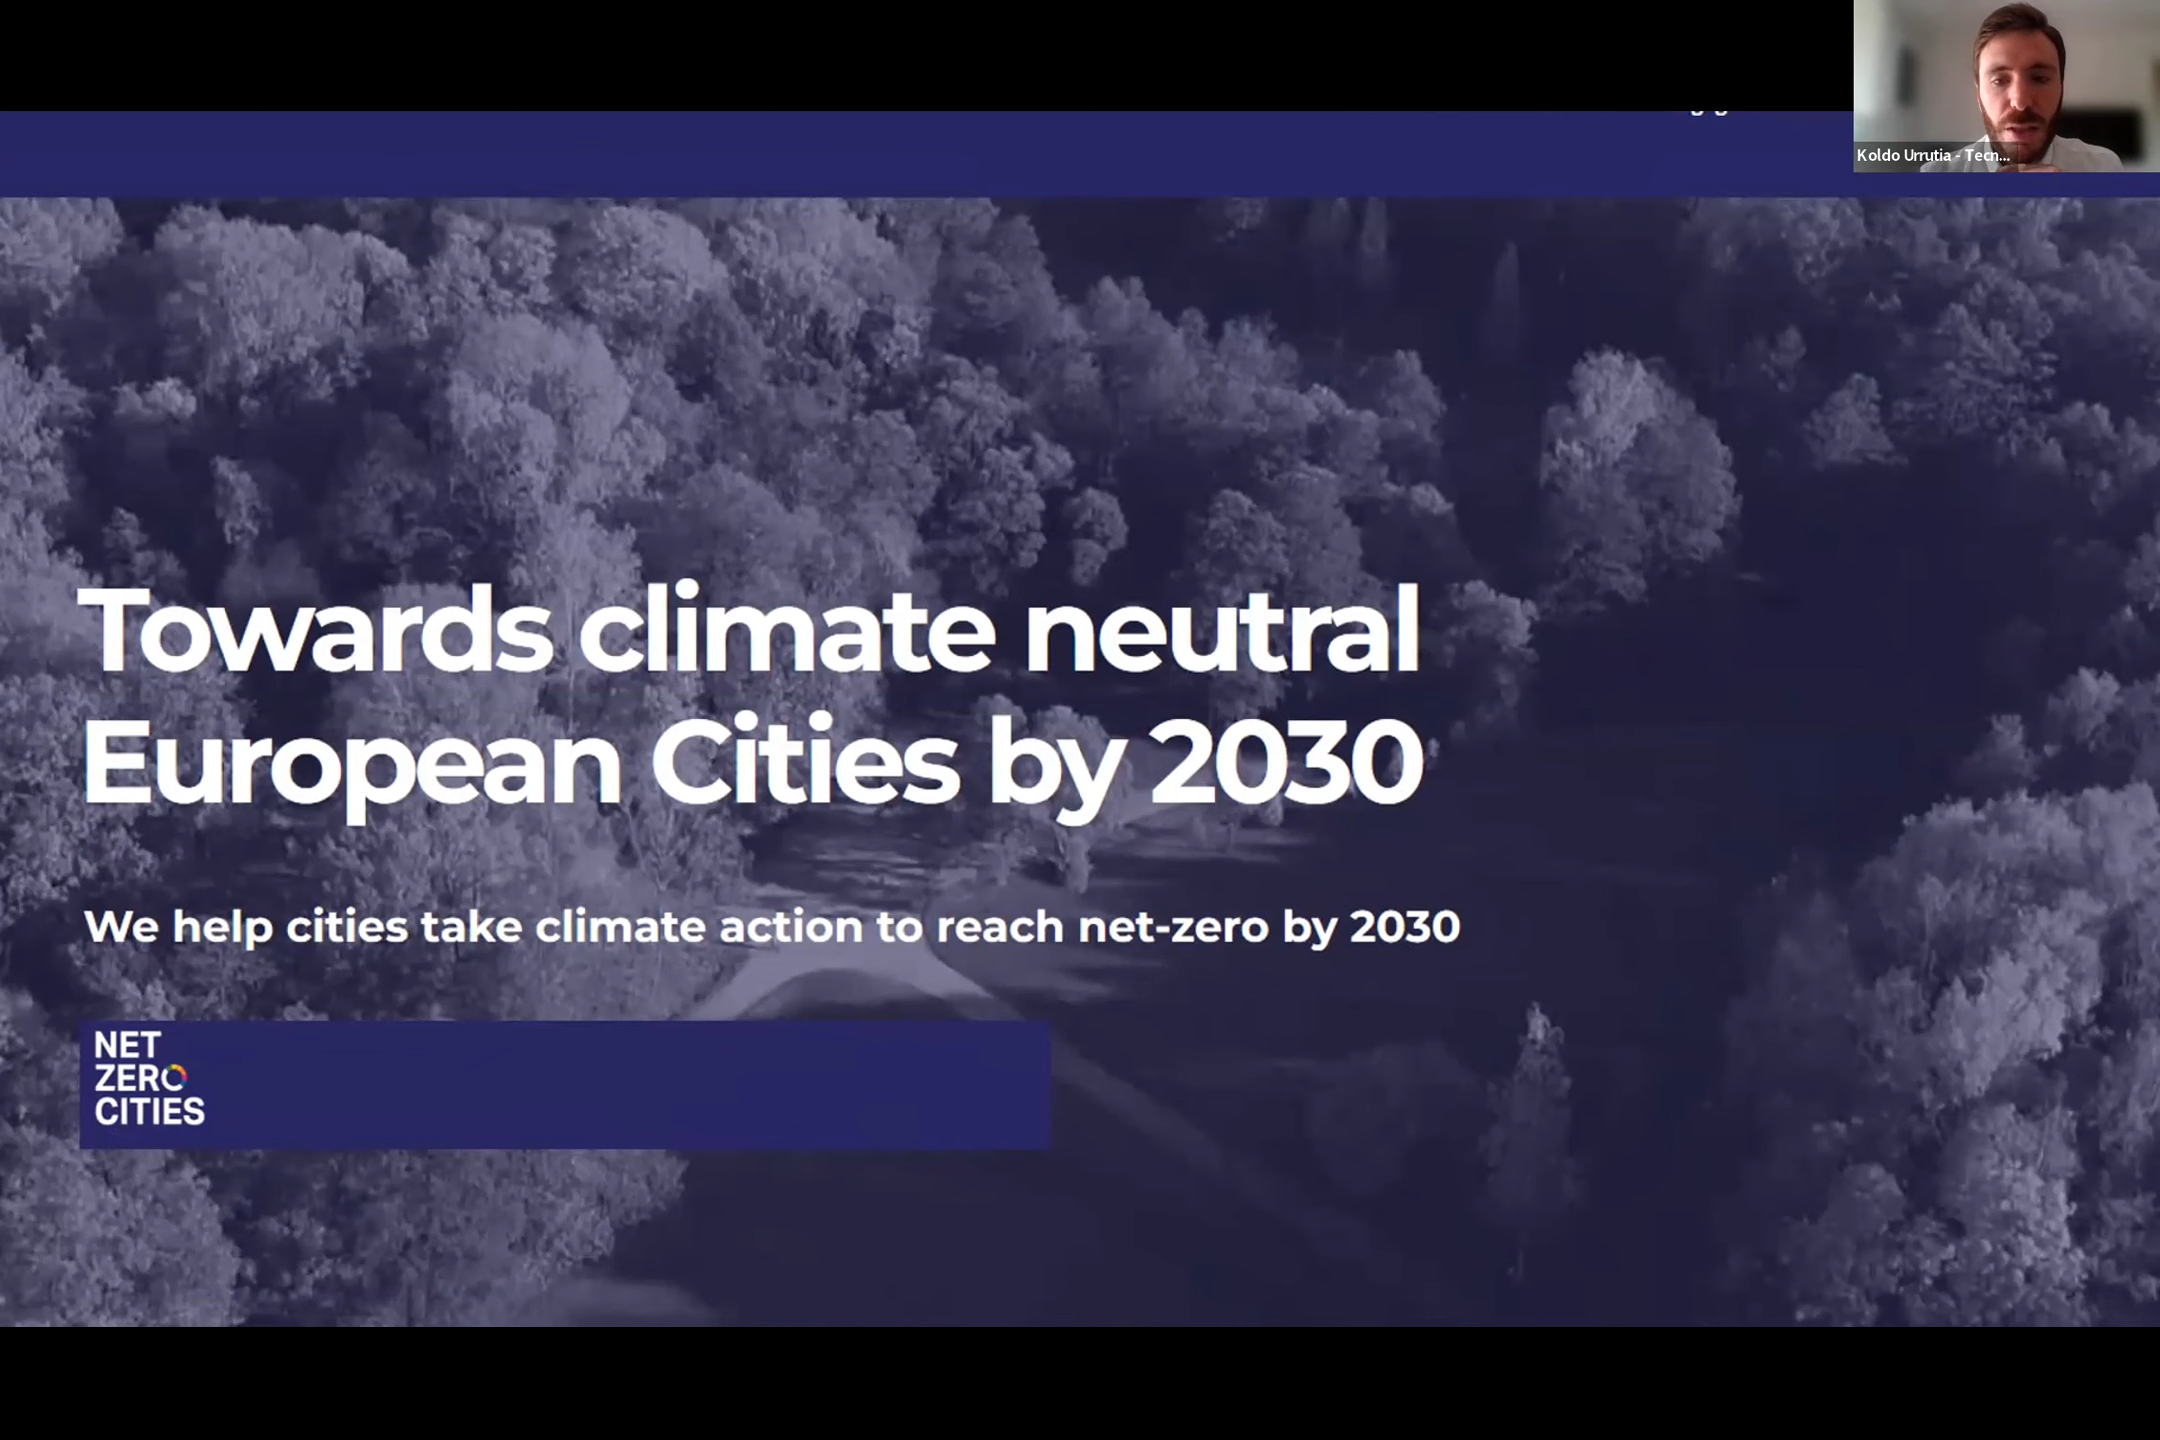 Koldo Urrutia - Tecn...
Towards climate neutral
European Cities by 2030
We help cities take climate action to reach net-zero by 2030
NET
ZERO
CITIES